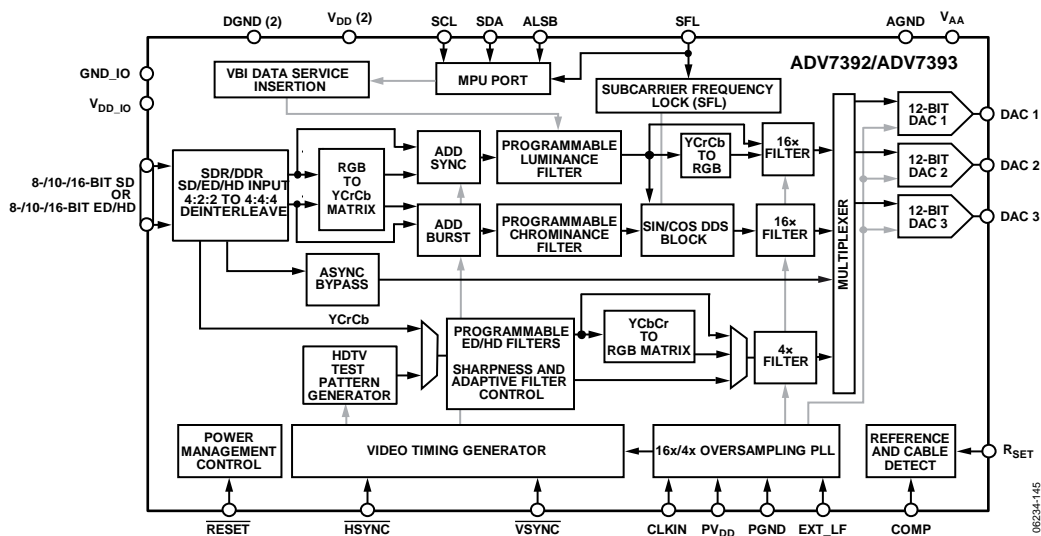 DGND (2)
VDD (2)
SCL
SDA
ALSB
SFL
AGND
VAA
GND_IO
VDD_IO
ADV7392/ADV7393
VBI DATA SERVICE
INSERTION
MPU PORT
SUBCARRIER FREQUENCY
LOCK (SFL)
12-BIT
DAC 1
DAC 1
12-BIT
DAC 2
DAC 2
12-BIT
DAC 3
DAC 3
8-/10-/16-BIT SD
OR
8-/10-/16-BIT ED/HD
SDR/DDR
SD/ED/HD INPUT
4:2:2 TO 4:4:4
DEINTERLEAVE
RGB
TO
YCrCb
MATRIX
ADD
SYNC
PROGRAMMABLE
LUMINANCE
FILTER
YCrCb
TO
RGB
16×
FILTER
ADD
BURST
PROGRAMMABLE
CHROMINANCE
FILTER
SIN/COS DDS
BLOCK
16×
FILTER
MULTIPLEXER
ASYNC
BYPASS
YCrCb
HDTV
TEST
PATTERN
GENERATOR
PROGRAMMABLE
ED/HD FILTERS
SHARPNESS AND
ADAPTIVE FILTER
CONTROL
YCbCr
TO
RGB MATRIX
4×
FILTER
POWER
MANAGEMENT
CONTROL
VIDEO TIMING GENERATOR
16x/4x OVERSAMPLING PLL
REFERENCE
AND CABLE
DETECT
RSET
RESET
HSYNC
VSYNC
CLKIN
PVDD
PGND
EXT_LF
COMP
06234-145